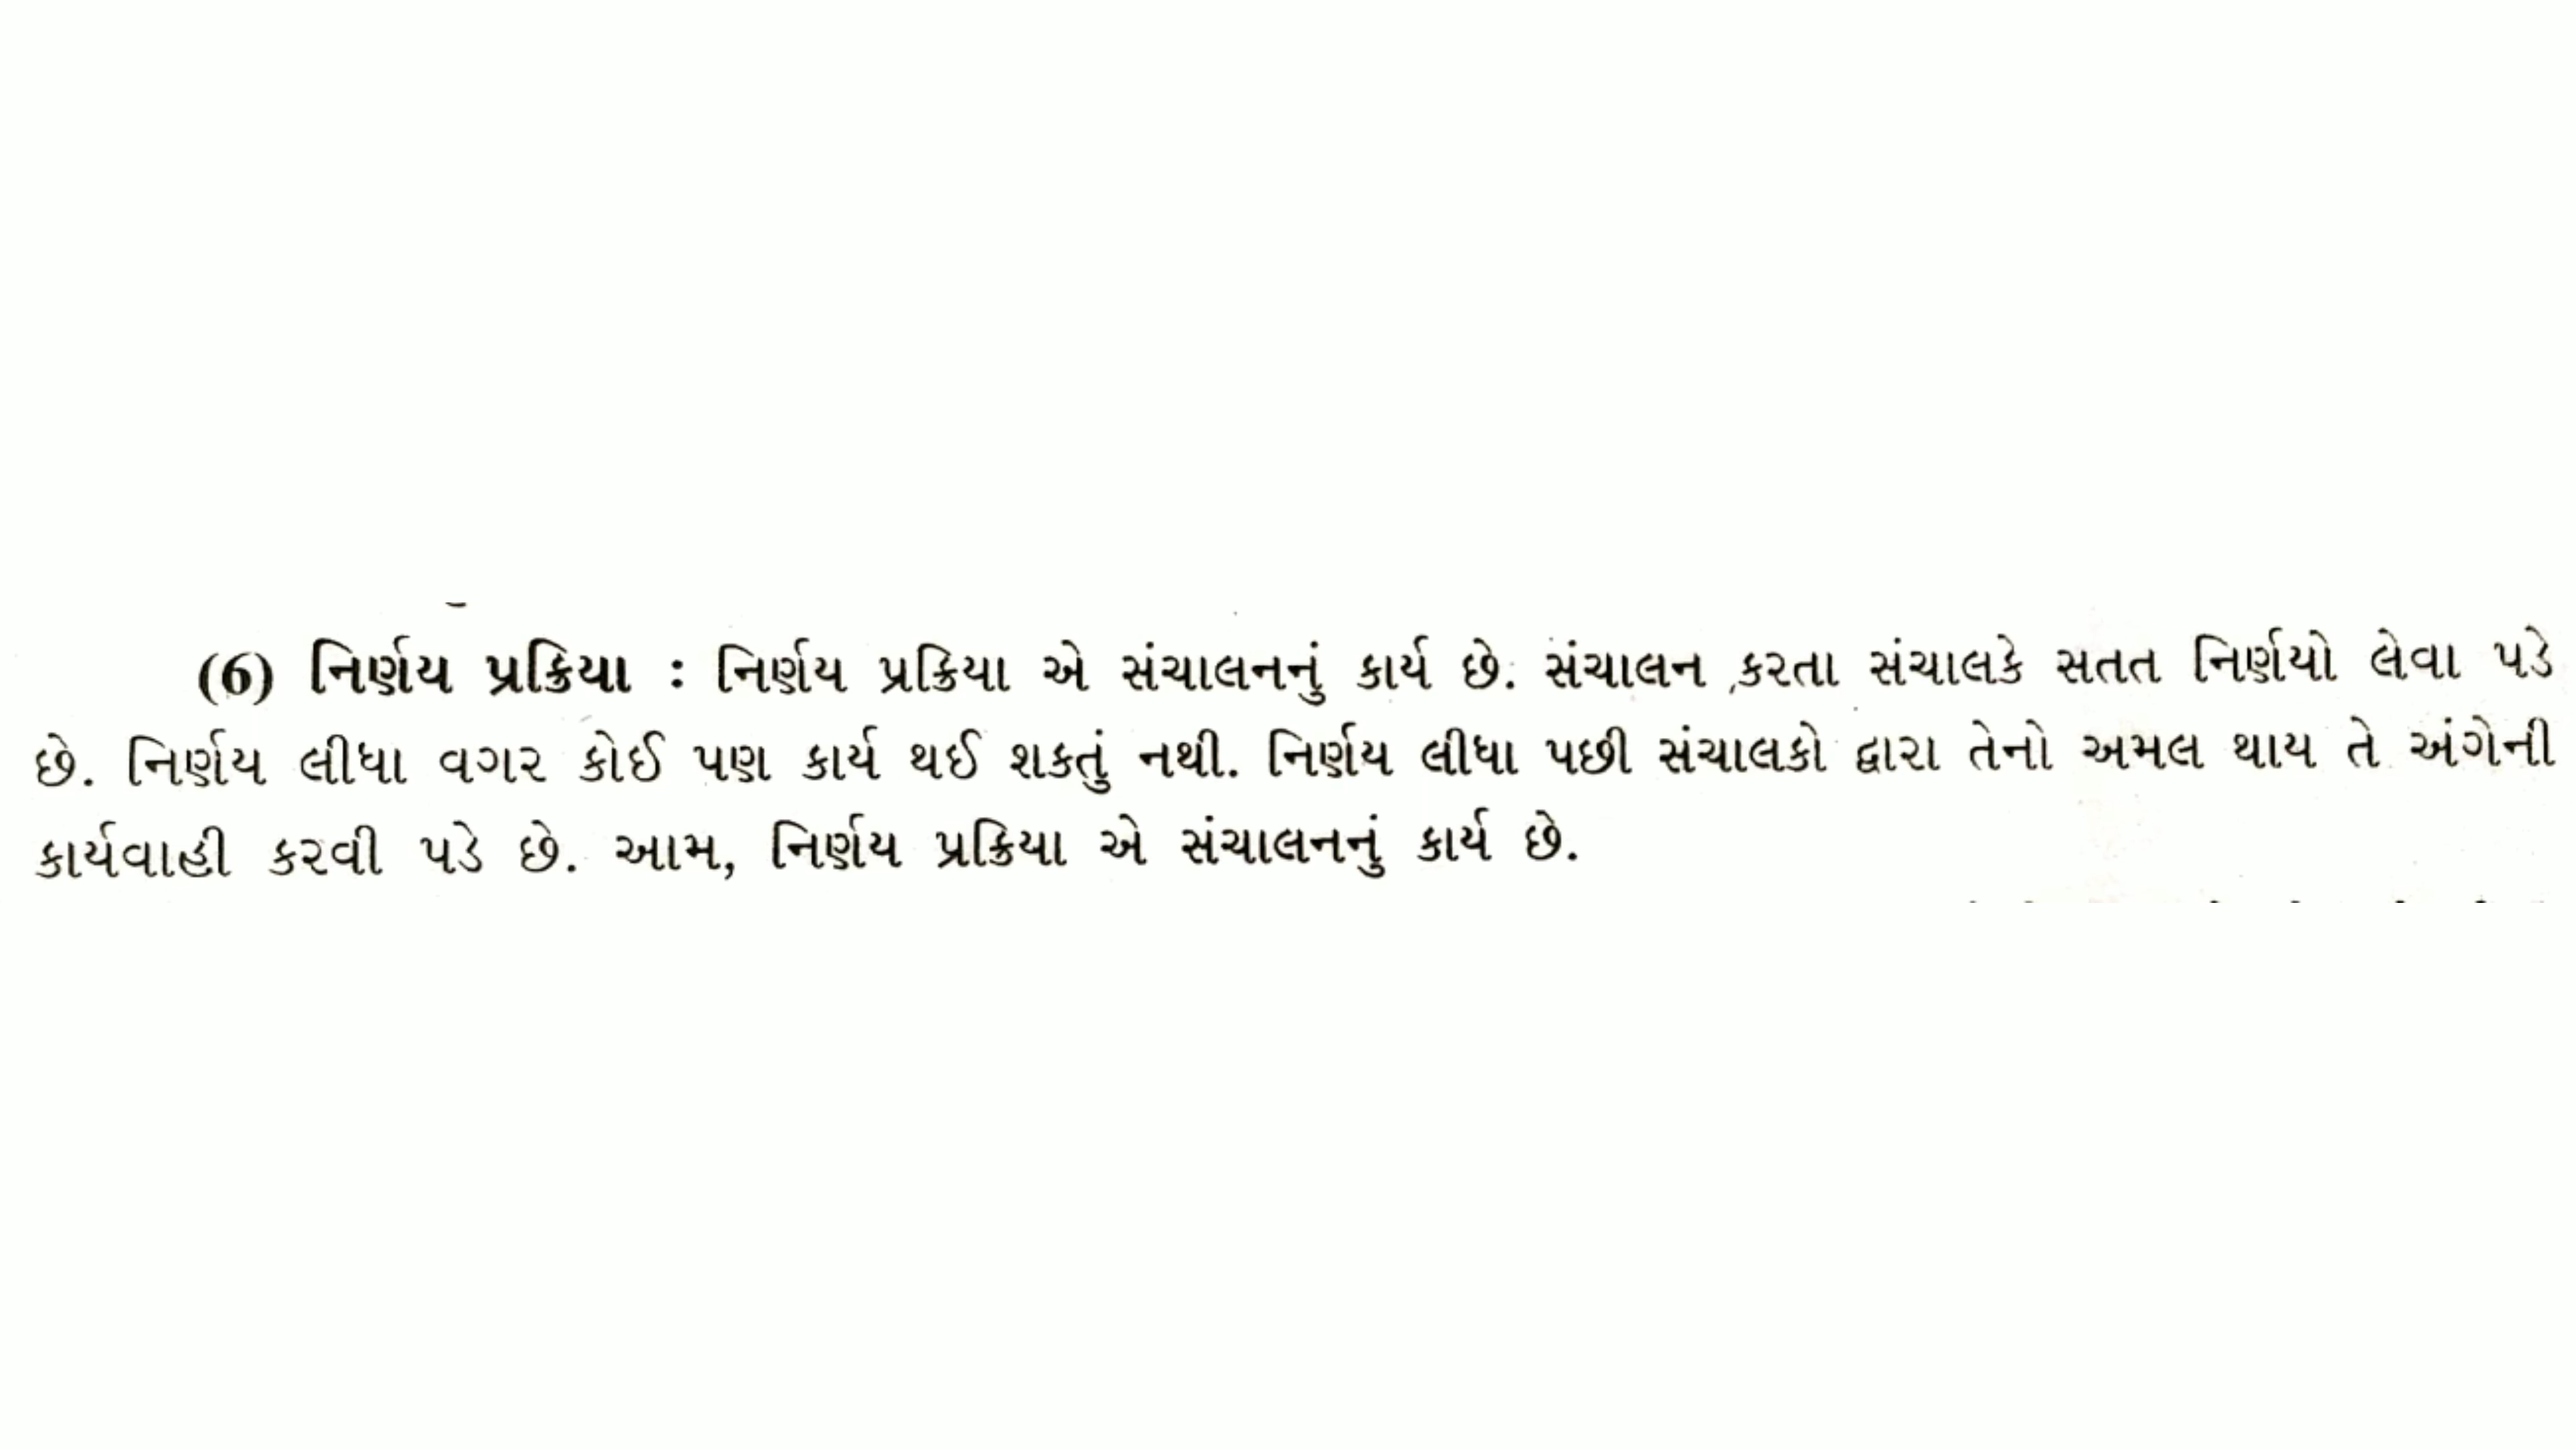 (6) નિર્ણય પ્રક્રિયા : નિર્ણય પ્રક્રિયા એ સંચાલનનું કાર્ય છે. સંચાલન કરતા સંચાલકે સતત નિર્ણયો લેવા પડે
છે. નિર્ણય લીધા વગર કોઈ પણ કાર્ય થઈ શકતું નથી. નિર્ણય લીધા પછી સંચાલકો દ્વારા તેનો અમલ થાય તે અંગેની
કાર્યવાહી કરવી પડે છે. આમ, નિર્ણય પ્રક્રિયા એ સંચાલનનું કાર્ય છે.